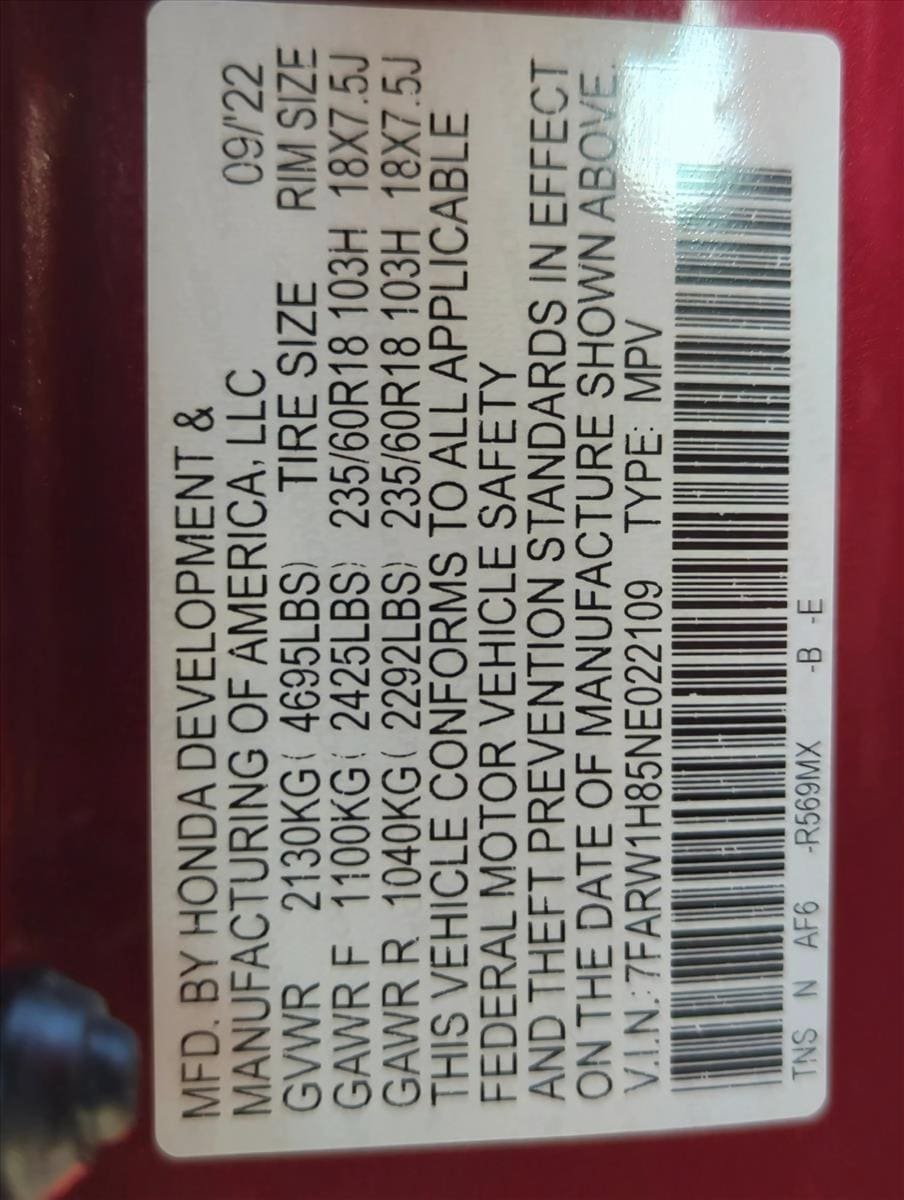 MFD. BY HONDA DEVELOPMENT &
MANUFACTURING OF AMERICA, LLC 09/'22
GVWR 2130KG( 4695LBS) TIRE SIZE RIM SIZE
GAWR F 1100KG( 2425LBS) 235/60R18 103H 18X7.5J
GAWR R 1040KG( 2292LBS) 235/60R18 103H 18X7.5J
THIS VEHICLE CONFORMS TO ALL APPLICABLE
FEDERAL MOTOR VEHICLE SAFETY
AND THEFT PREVENTION STANDARDS IN EFFECT
ON THE DATE OF MANUFACTURE SHOWN ABOVE.
V.I.N.:7FARW1H85NE022109 TYPE: MPV
TNS N AF6 -R569MX -B -E